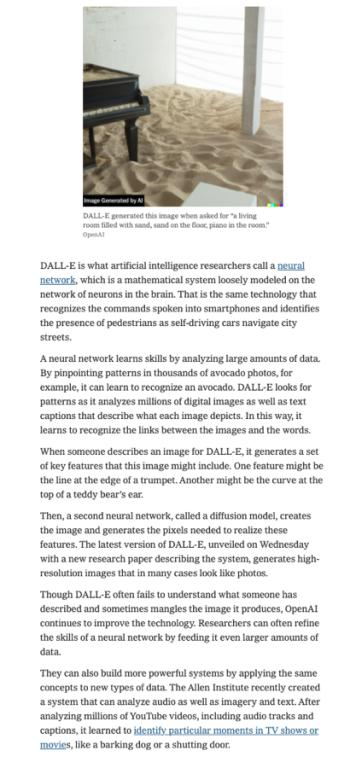 Image Generated by AI
DALL-E generated this image when asked for “a living
room filled with sand, sand on the floor, piano in the room.”
OpenAI
DALL-E is what artificial intelligence researchers call a neural
network, which is a mathematical system loosely modeled on the
network of neurons in the brain. That is the same technology that
recognizes the commands spoken into smartphones and identifies
the presence of pedestrians as self-driving cars navigate city
streets.
A neural network learns skills by analyzing large amounts of data.
By pinpointing patterns in thousands of avocado photos, for
example, it can learn to recognize an avocado. DALL-E looks for
patterns as it analyzes millions of digital images as well as text
captions that describe what each image depicts. In this way, it
learns to recognize the links between the images and the words.
When someone describes an image for DALL-E, it generates a set
of key features that this image might include. One feature might be
the line at the edge of a trumpet. Another might be the curve at the
top of a teddy bear’s ear.
Then, a second neural network, called a diffusion model, creates
the image and generates the pixels needed to realize these
features. The latest version of DALL-E, unveiled on Wednesday
with a new research paper describing the system, generates high-
resolution images that in many cases look like photos.
Though DALL-E often fails to understand what someone has
described and sometimes mangles the image it produces, OpenAI
continues to improve the technology. Researchers can often refine
the skills of a neural network by feeding it even larger amounts of
data.
They can also build more powerful systems by applying the same
concepts to new types of data. The Allen Institute recently created
a system that can analyze audio as well as imagery and text. After
analyzing millions of YouTube videos, including audio tracks and
captions, it learned to identify particular moments in TV shows or
movies, like a barking dog or a shutting door.